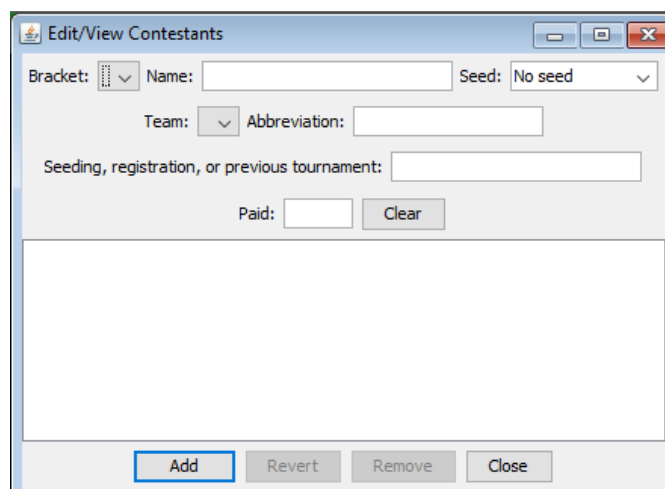 Edit/View Contestants
Bracket: Name: Seed: No seed
Team: Abbreviation:
Seeding, registration, or previous tournament:
Paid: Clear
Add Revert Remove Close